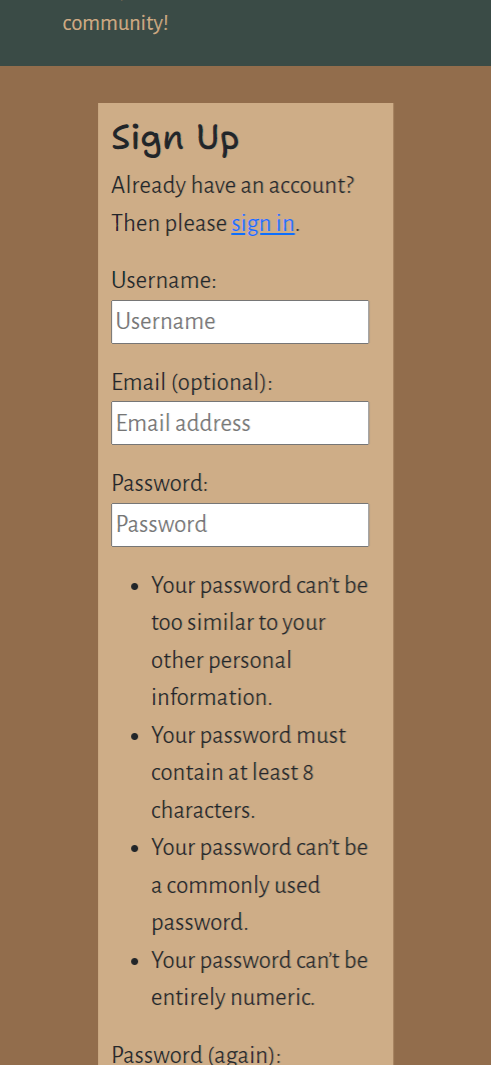 community!
Sign Up
Already have an account?
Then please sign in.
Username:
Username
Email (optional):
Email address
Password:
Password
• Your password can't be
too similar to your
other personal
information.
• Your password must
contain at least 8
characters.
• Your password can't be
a commonly used
password.
• Your password can't be
entirely numeric.
Password (again):